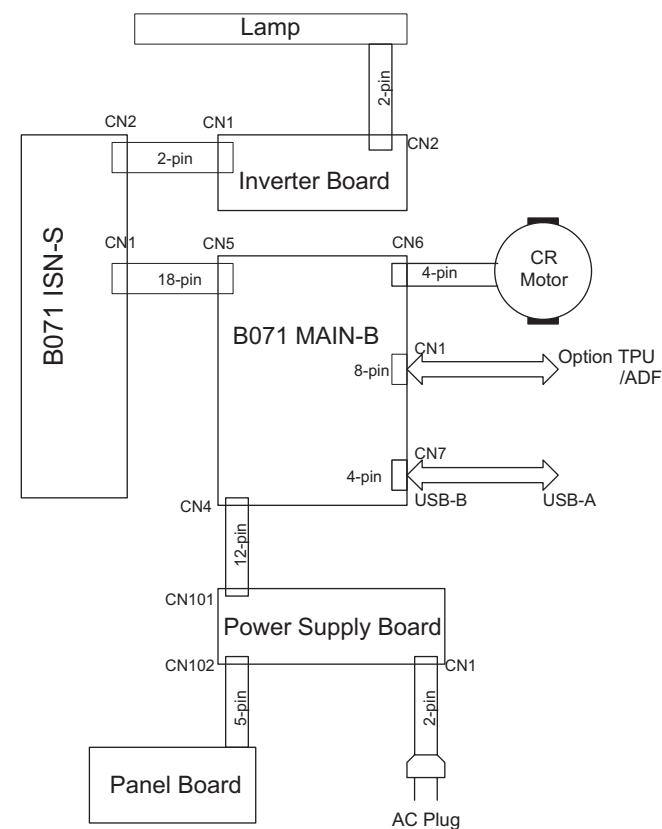 Lamp
2-pin
CN2
CN1
CN2
2-pin
Inverter Board
B071 ISN-S
CN1
CN5
CN6
18-pin
4-pin
CR
Motor
B071 MAIN-B
CN1
8-pin
Option TPU
/ADF
CN7
4-pin
USB-B
USB-A
CN4
12-pin
CN101
Power Supply Board
CN102
CN1
5-pin
2-pin
Panel Board
AC Plug